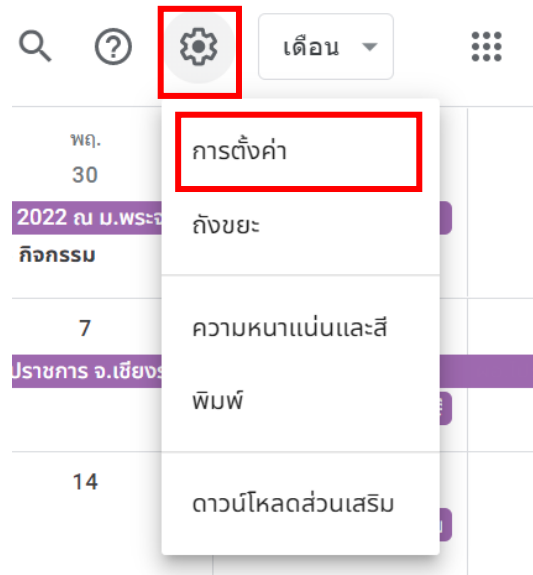 เดือน
พฤ.
30
การตั้งค่า
2022 ณ ม.พระจ
ถังขยะ
กิจกรรม
7
ความหนาแน่นและสี
ปราชการ จ.เชียงร
พิมพ์
14
ดาวน์โหลดส่วนเสริม